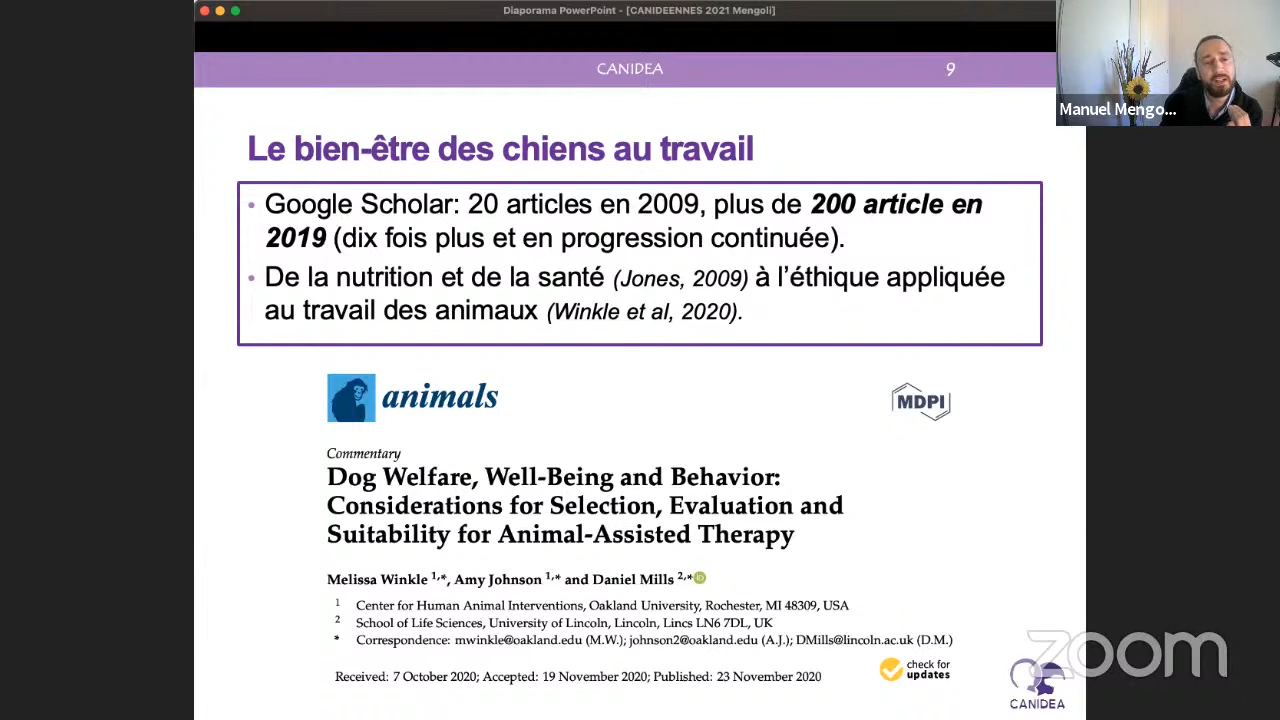 Diaporama PowerPoint - [CANIDEENNES 2021 Mengoli]
CANIDEA
9
Manuel Mengo...
Le bien-être des chiens au travail
• Google Scholar: 20 articles en 2009, plus de 200 article en
2019 (dix fois plus et en progression continuée).
• De la nutrition et de la santé (Jones, 2009) à l'éthique appliquée
au travail des animaux (Winkle et al, 2020).
animals
MDPI
Commentary
Dog Welfare, Well-Being and Behavior:
Considerations for Selection, Evaluation and
Suitability for Animal-Assisted Therapy
Melissa Winkle 1,*, Amy Johnson 1,* and Daniel Mills 2,* iD
1 Center for Human Animal Interventions, Oakland University, Rochester, MI 48309, USA
2 School of Life Sciences, University of Lincoln, Lincoln, Lincs LN6 7DL, UK
* Correspondence: mwinkle@oakland.edu (M.W.); johnson2@oakland.edu (A.J.); DMills@lincoln.ac.uk (D.M.)
Received: 7 October 2020; Accepted: 19 November 2020; Published: 23 November 2020
check for
updates
zoom
CANIDEA